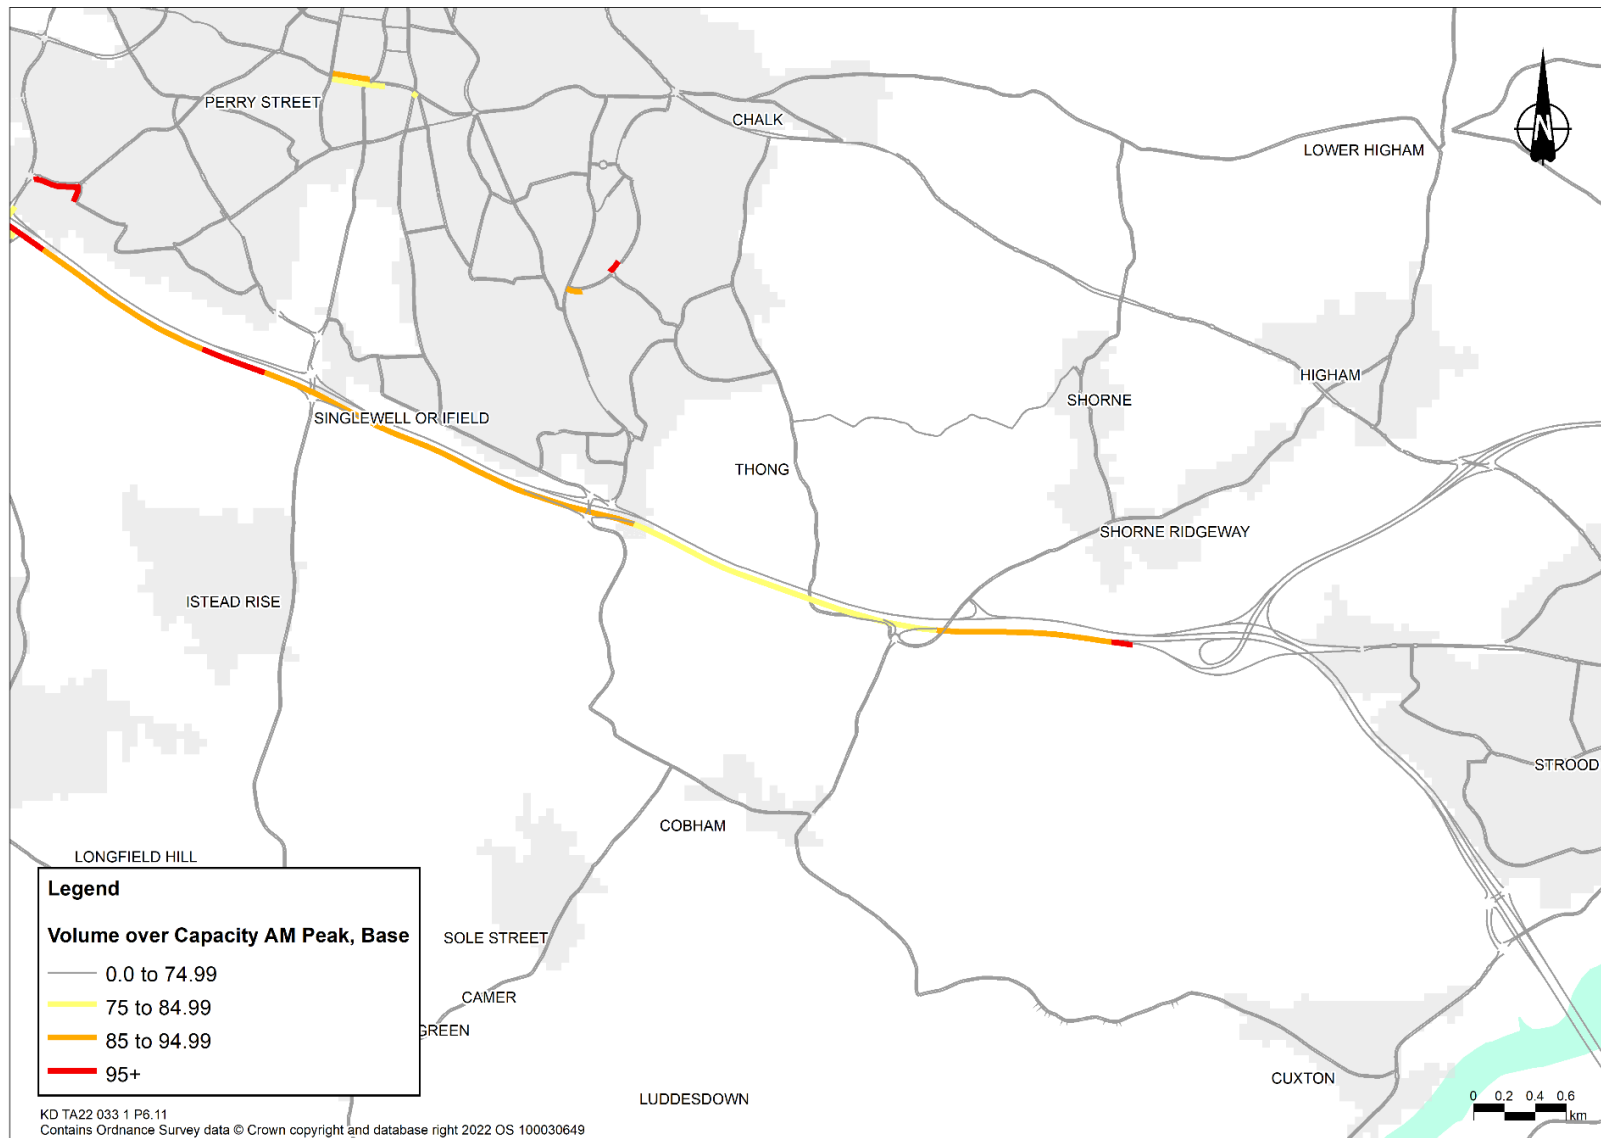 PERRY STREET
CHALK
LOWER HIGHAM
N
HIGHAM
SHORNE
SINGLEWELL OR IFIELD
THONG
SHORNE RIDGEWAY
ISTEAD RISE
STROOD
COBHAM
LONGFIELD HILL
Legend
Volume over Capacity AM Peak, Base
0.0 to 74.99
75 to 84.99
85 to 94.99
95+
SOLE STREET
CAMER
GREEN
CUXTON
LUDDESDOWN
0 0.2 0.4 0.6
km
KD TA22 033 1 P6.11
Contains Ordnance Survey data © Crown copyright and database right 2022 OS 100030649